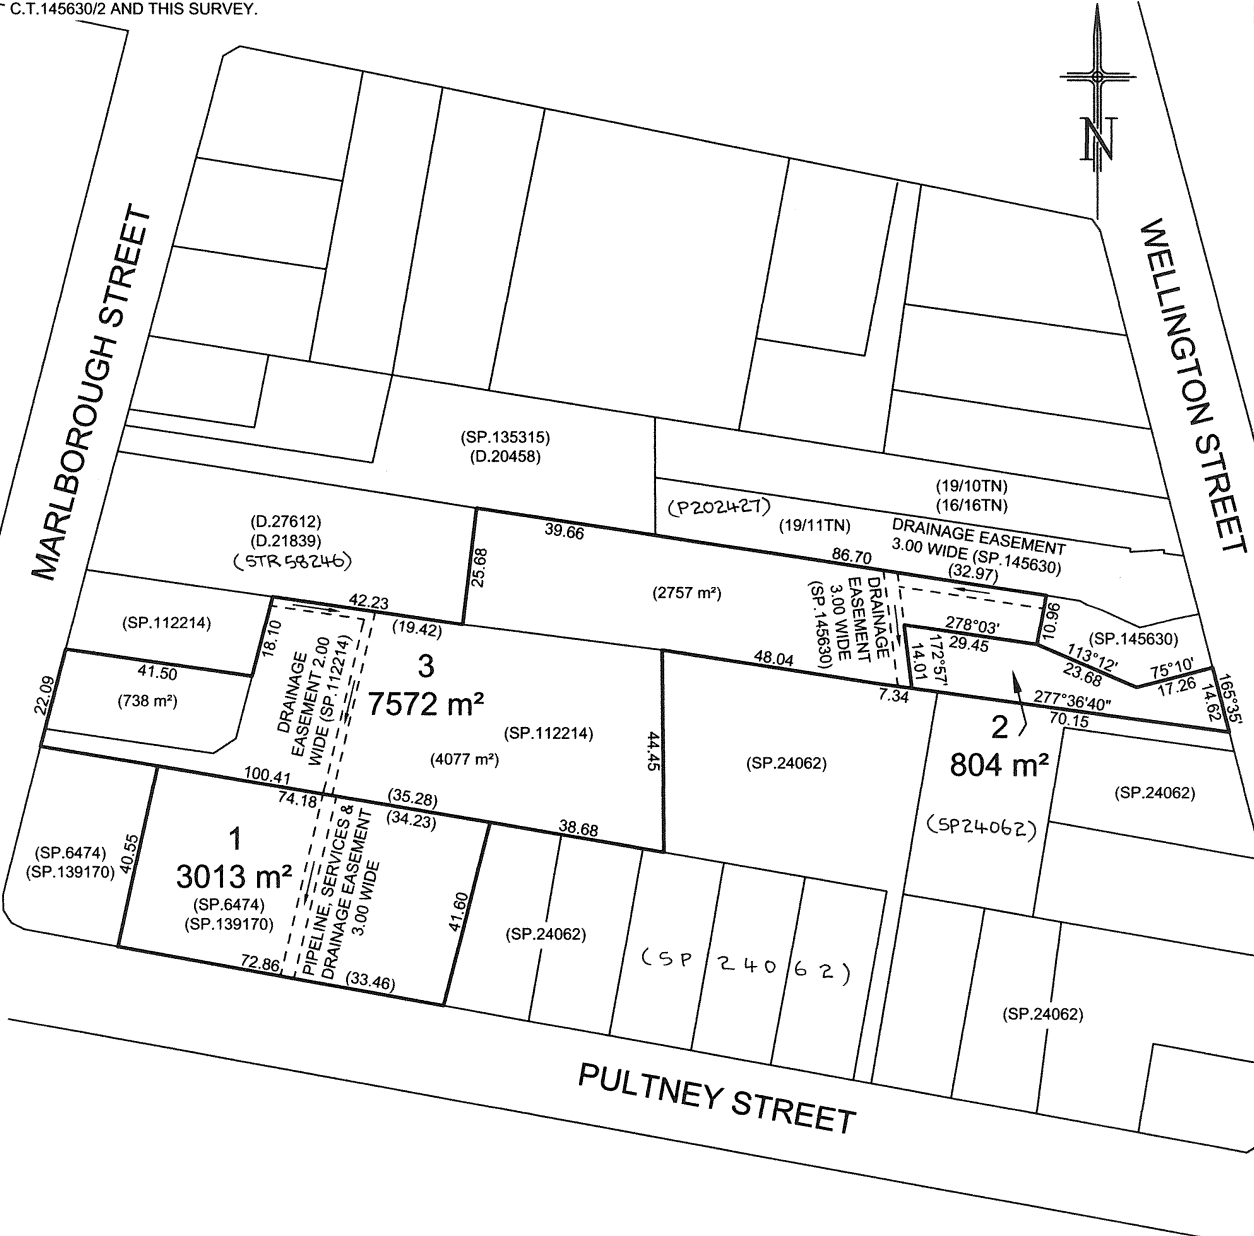 C.T.145630/2 AND THIS SURVEY.
N
MARLBOROUGH STREET
WELLINGTON STREET
(SP.135315)
(D.20458)
(19/10TN)
(16/16TN)
(P202427)
(19/11TN)
DRAINAGE EASEMENT
3.00 WIDE (SP.145630)
(32.97)
(D.27612)
(D.21839)
(STR58246)
39.66
86.70
25.68
(2757 m²)
DRAINAGE
EASEMENT
3.00 WIDE
(SP.145630)
10.96
278°03'
29.45
172°57'
14.01
(SP.145630)
113°12'
23.68
75°10'
17.26
165°35'
14.62
42.23
(19.42)
(SP.112214)
18.10
41.50
(738 m²)
22.09
DRAINAGE
EASEMENT 2.00
WIDE (SP.112214)
3
7572 m²
(SP.112214)
(4077 m²)
48.04
7.34
277°36'40"
70.15
44.45
(SP.24062)
2
804 m²
(SP24062)
(SP.24062)
100.41
74.18
(35.28)
(34.23)
38.68
(SP.6474)
(SP.139170)
40.55
1
3013 m²
(SP.6474)
(SP.139170)
PIPELINE, SERVICES &
DRAINAGE EASEMENT
3.00 WIDE
41.60
(SP.24062)
(SP 24062)
72.86
(33.46)
(SP.24062)
PULTNEY STREET